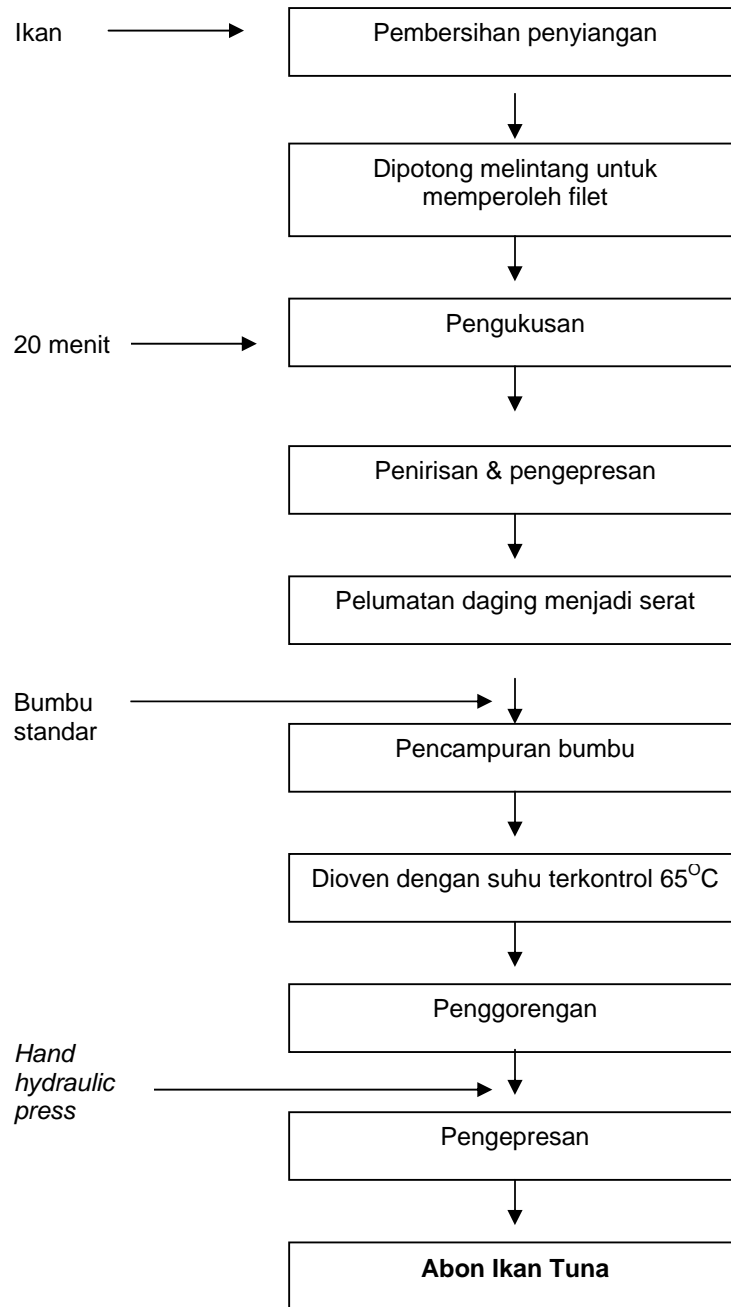 Ikan
Pembersihan penyiangan
Dipotong melintang untuk
memperoleh filet
Pengukusan
20 menit
Penirisan & pengepresan
Pelumatan daging menjadi serat
Bumbu
standar
Pencampuran bumbu
Dioven dengan suhu terkontrol 65ᴼC
Penggorengan
Hand
hydraulic
press
Pengepresan
Abon Ikan Tuna